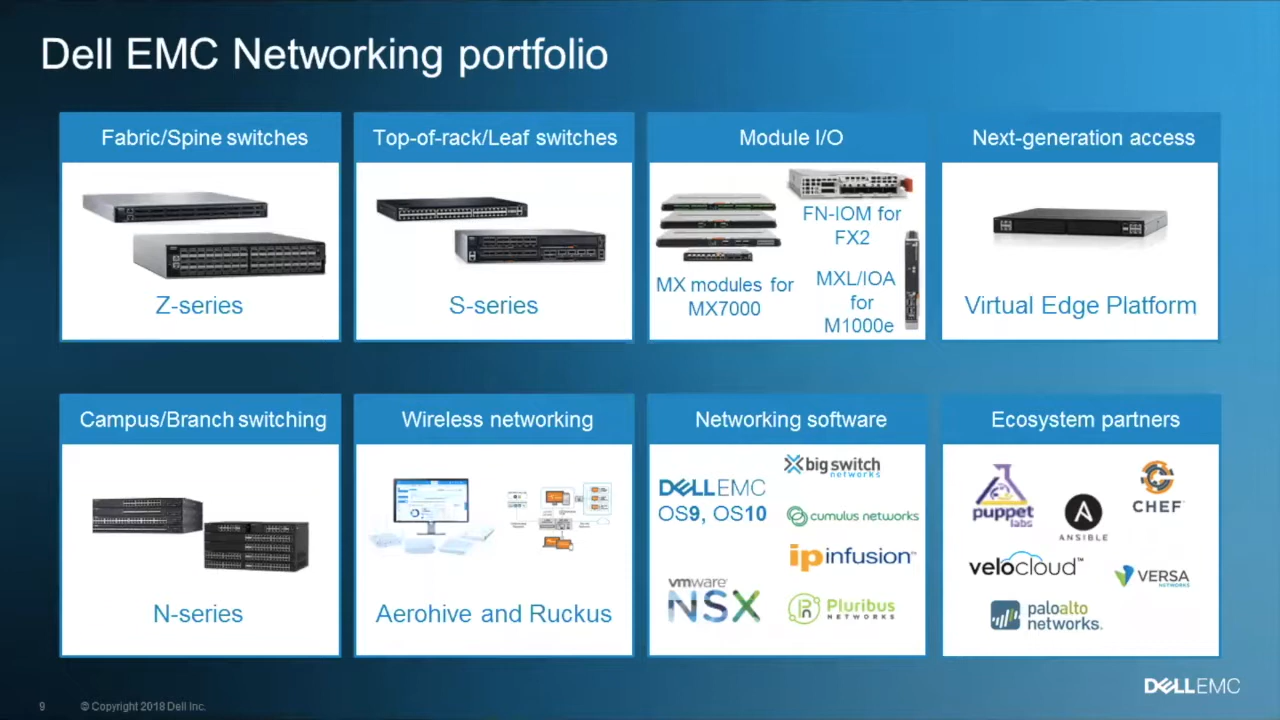 Dell EMC Networking portfolio
Fabric/Spine switches
Z-series
Top-of-rack/Leaf switches
S-series
Module I/O
FN-IOM for
FX2
MX modules for
MX7000
MXL/IOA
for
M1000e
Next-generation access
Virtual Edge Platform
Campus/Branch switching
N-series
Wireless networking
Aerohive and Ruckus
Networking software
big switch
networks
DELLEMC
OS9, OS10
cumulus networks
ipinfusion™
vmware
NSX
Pluribus
NETWORKS
Ecosystem partners
puppet
labs
ANSIBLE
CHEF
velocloud™
VERSA
NETWORKS
paloalto
networks.
DELLEMC
9 © Copyright 2018 Dell Inc.